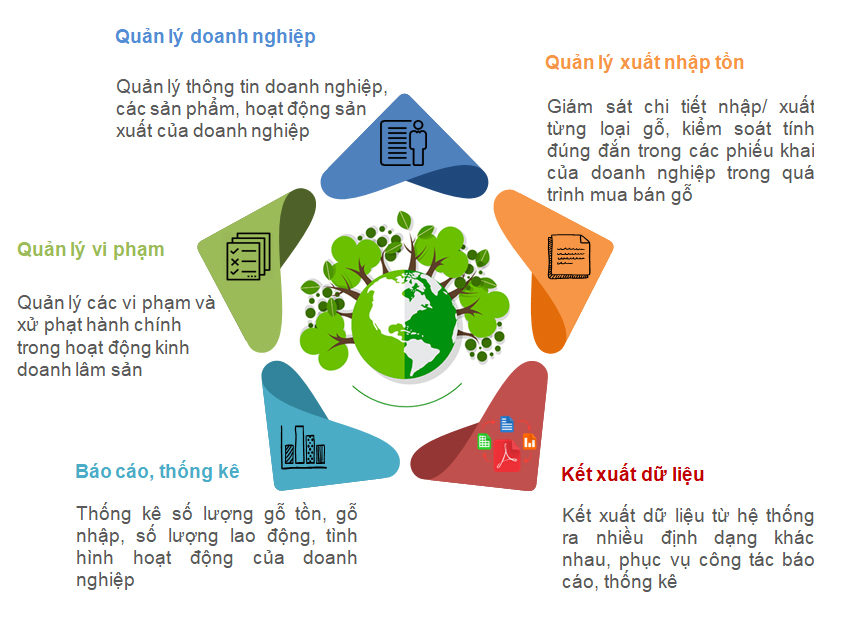 Quản lý doanh nghiệp
Quản lý thông tin doanh nghiệp,
các sản phẩm, hoạt động sản
xuất của doanh nghiệp
Quản lý xuất nhập tồn
Giám sát chi tiết nhập/ xuất
từng loại gỗ, kiểm soát tính
đúng đắn trong các phiếu khai
của doanh nghiệp trong quá
trình mua bán gỗ
Quản lý vi phạm
Quản lý các vi phạm và
xử phạt hành chính
trong hoạt động kinh
doanh lâm sản
Báo cáo, thống kê
Thống kê số lượng gỗ tồn, gỗ
nhập, số lượng lao động, tình
hình hoạt động của doanh
nghiệp
Kết xuất dữ liệu
Kết xuất dữ liệu từ hệ thống
ra nhiều định dạng khác
nhau, phục vụ công tác báo
cáo, thống kê